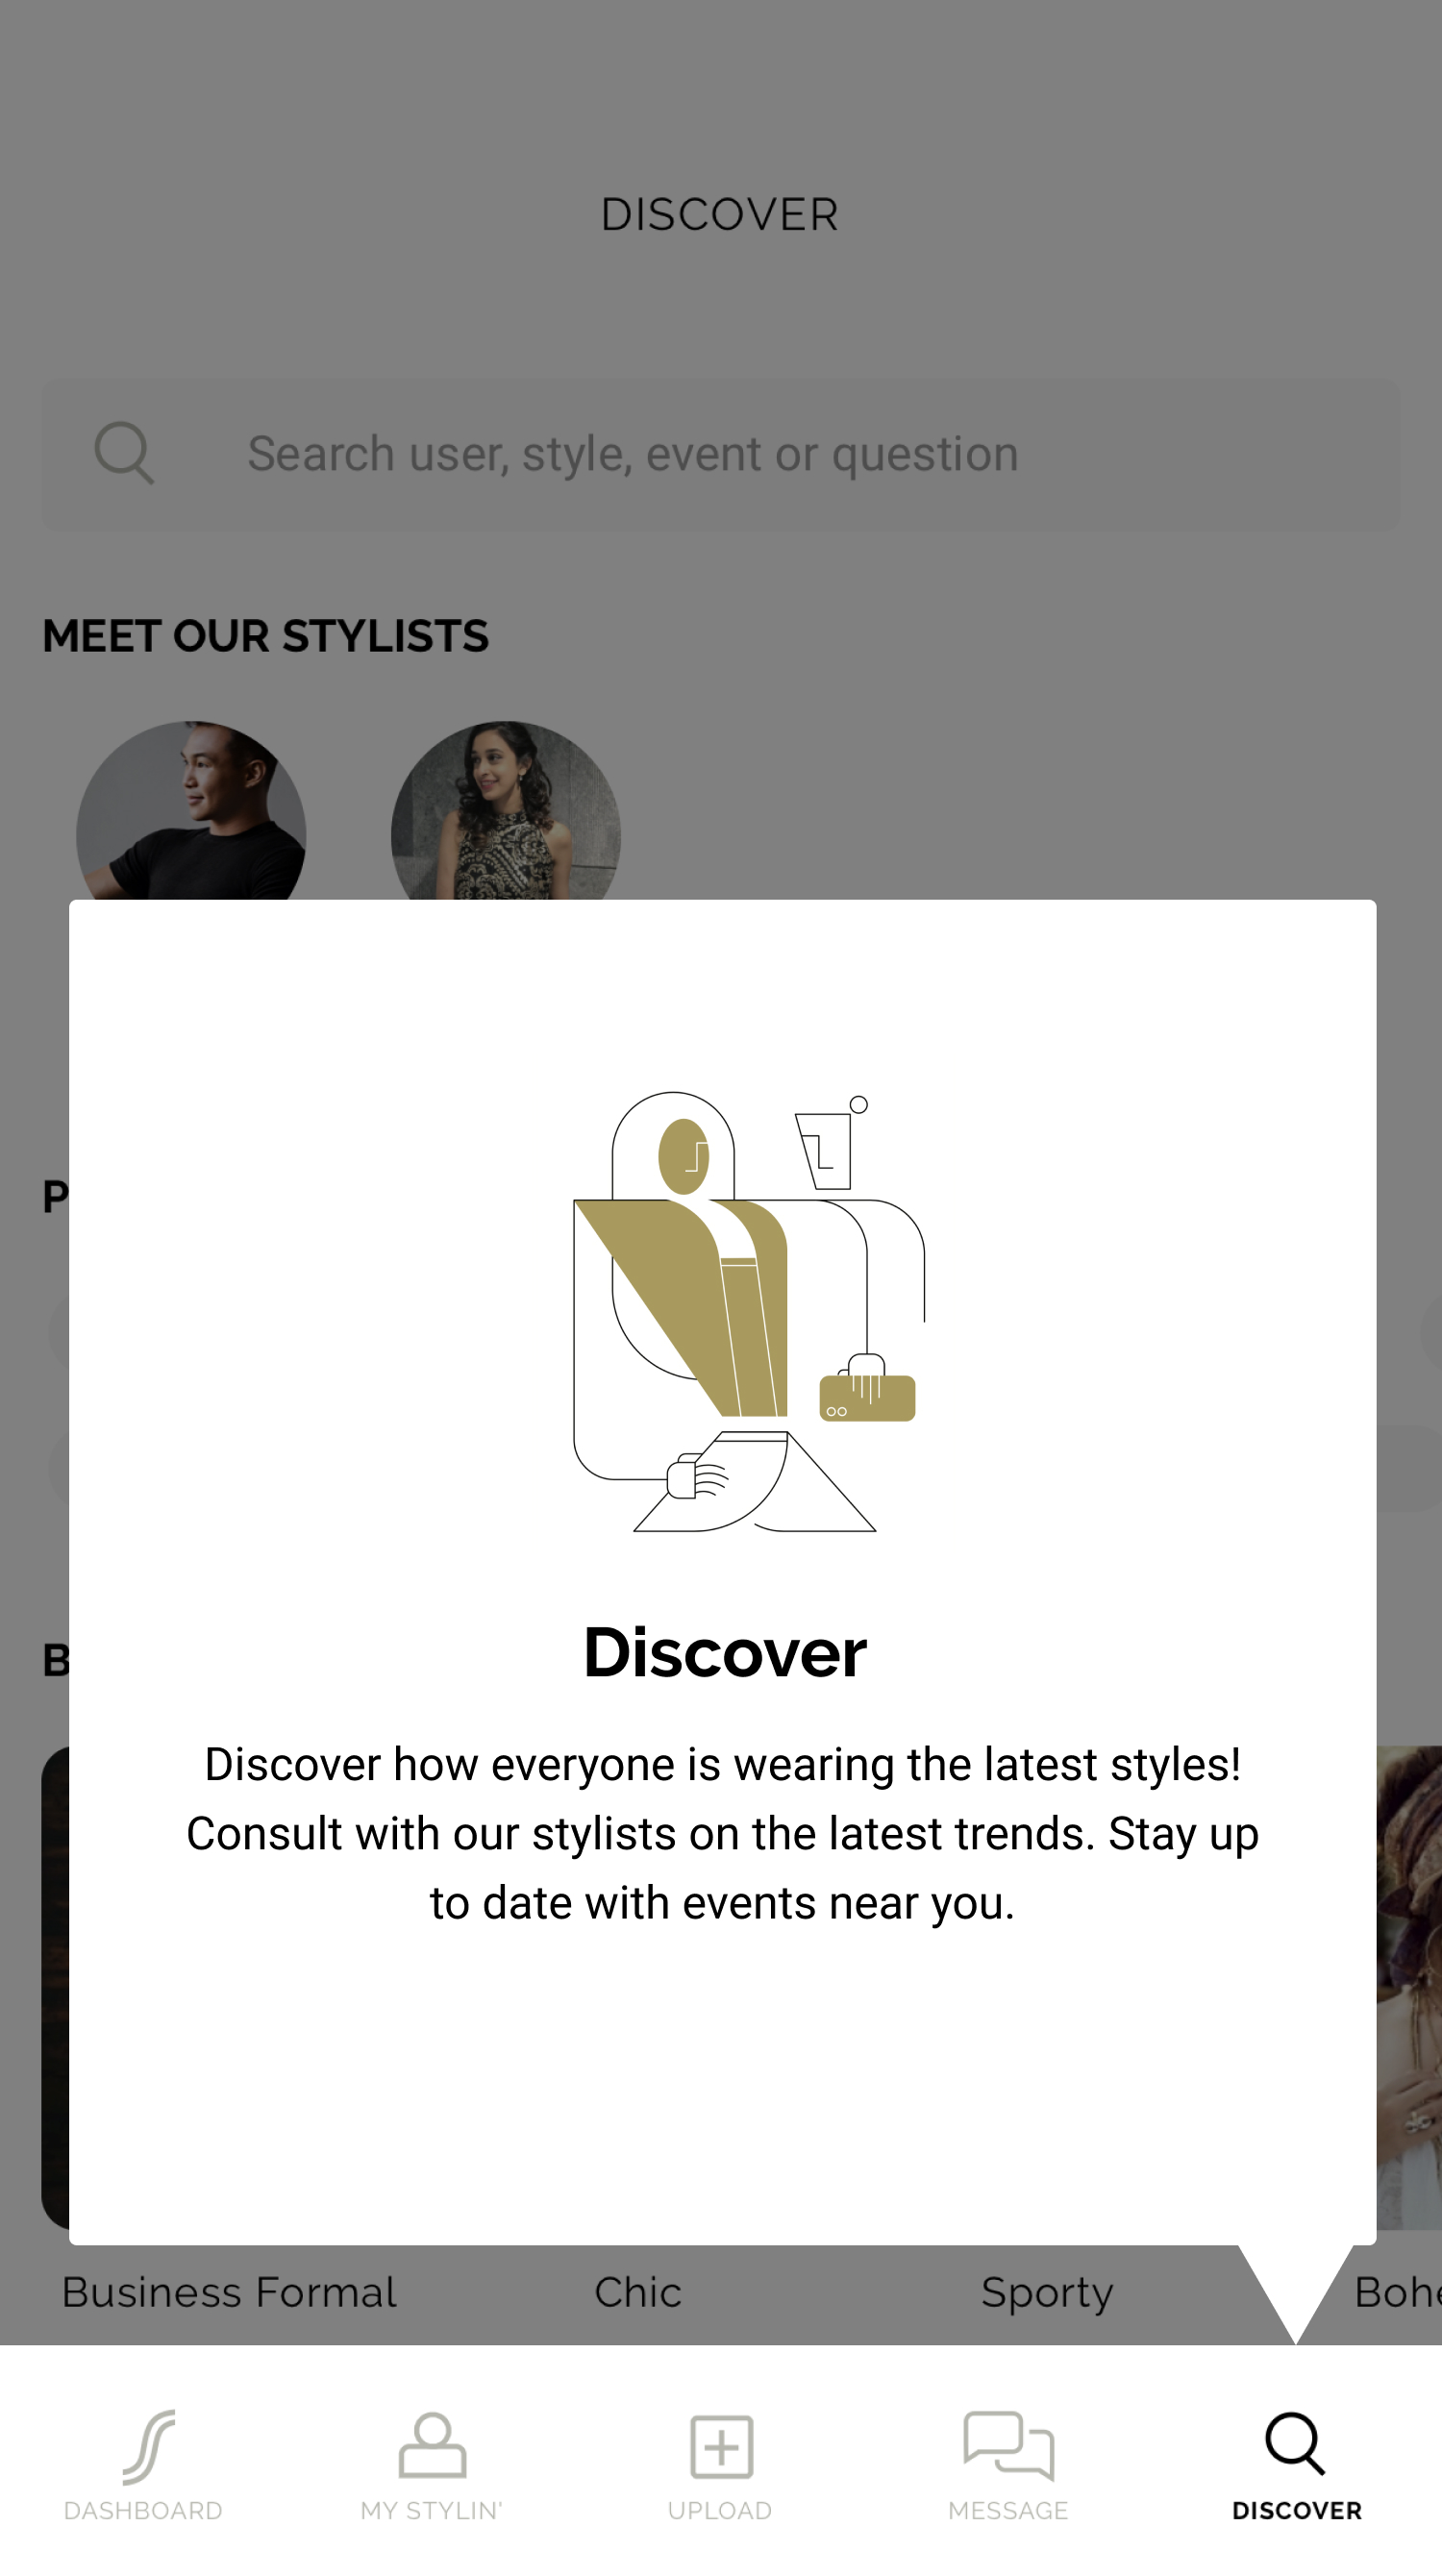 DISCOVER
Search user, style, event or question
MEET OUR STYLISTS
Discover
Discover how everyone is wearing the latest styles!
Consult with our stylists on the latest trends. Stay up
to date with events near you.
Business Formal
Chic
Sporty
DASHBOARD
MY STYLIN'
UPLOAD
MESSAGE
DISCOVER